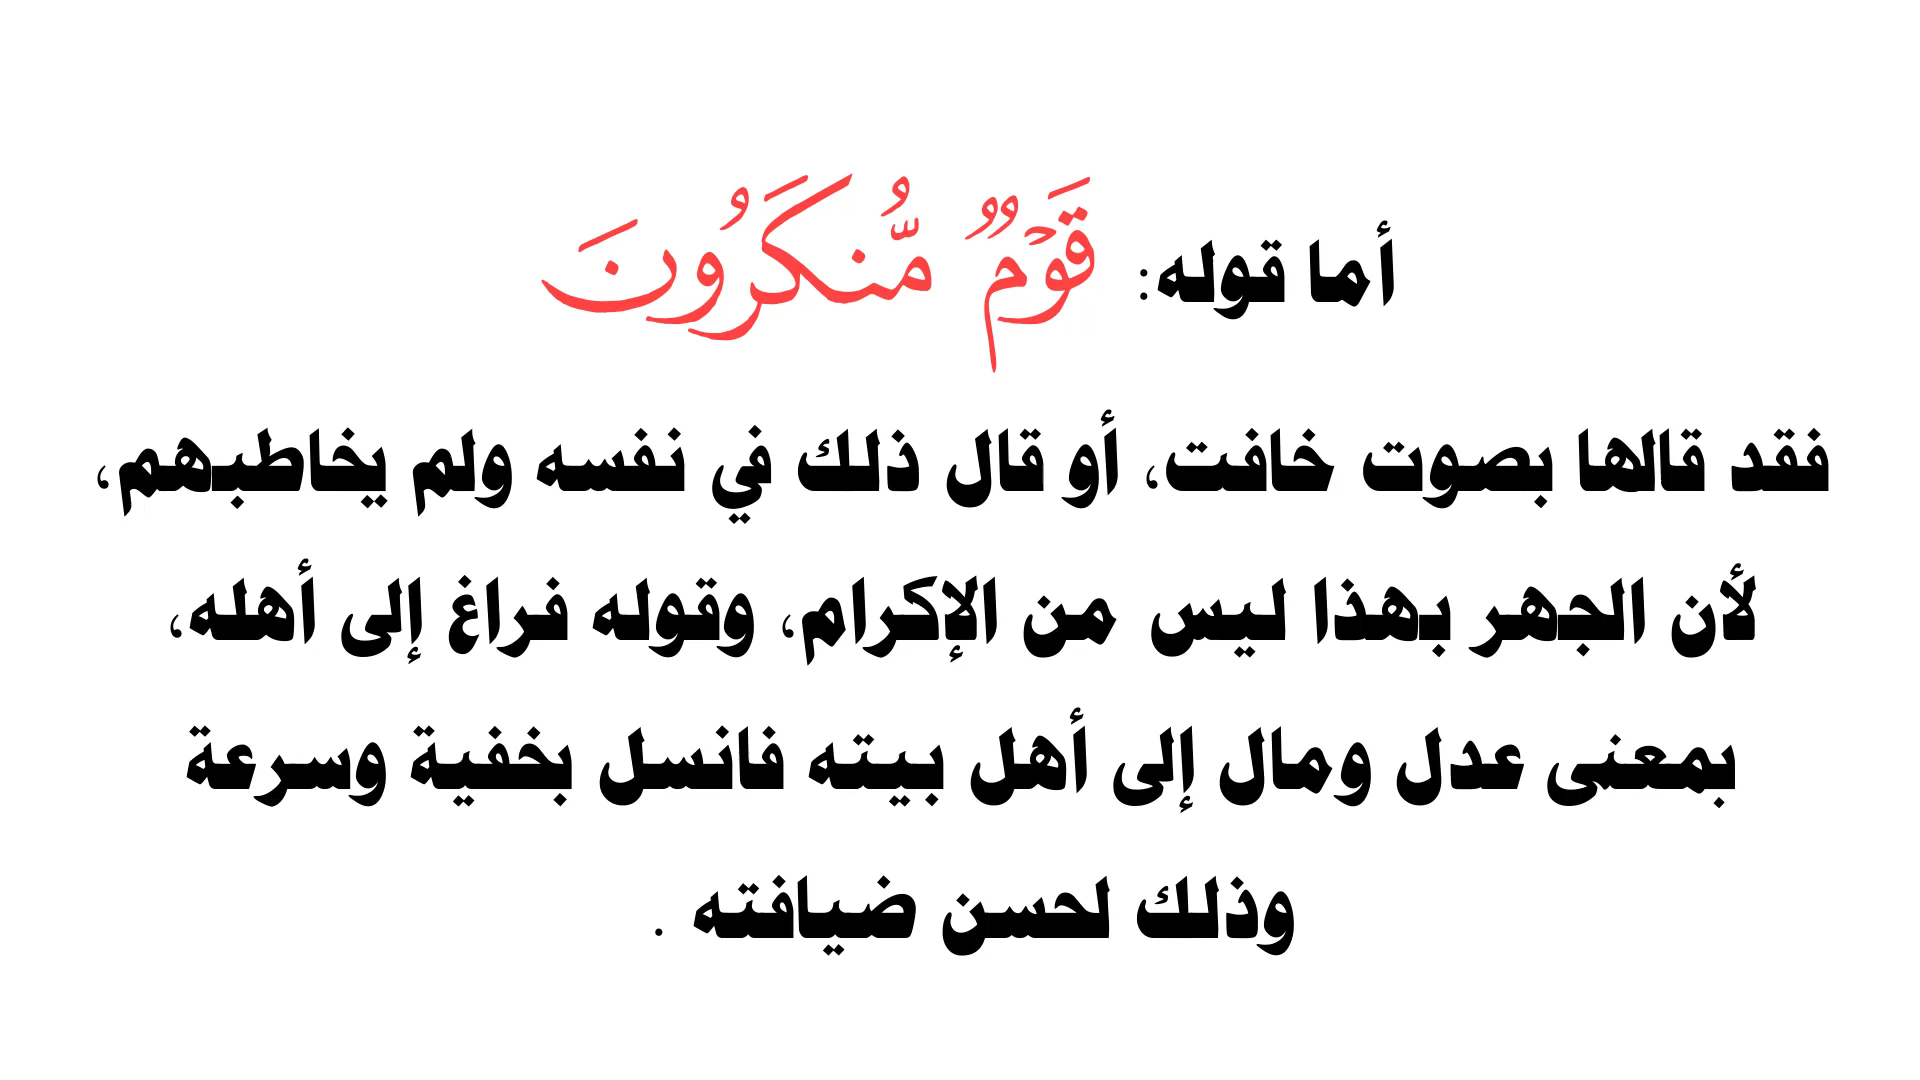 أما قوله: قَوۡمٌ مُّنكَرُونَ
فقد قالها بصوت خافت، أو قال ذلك في نفسه ولم يخاطبهم،
لأن الجهر بهذا ليس من الإكرام، وقوله فراغ إلى أهله،
بمعنى عدل ومال إلى أهل بيته فانسل بخفية وسرعة
وذلك لحسن ضيافته .